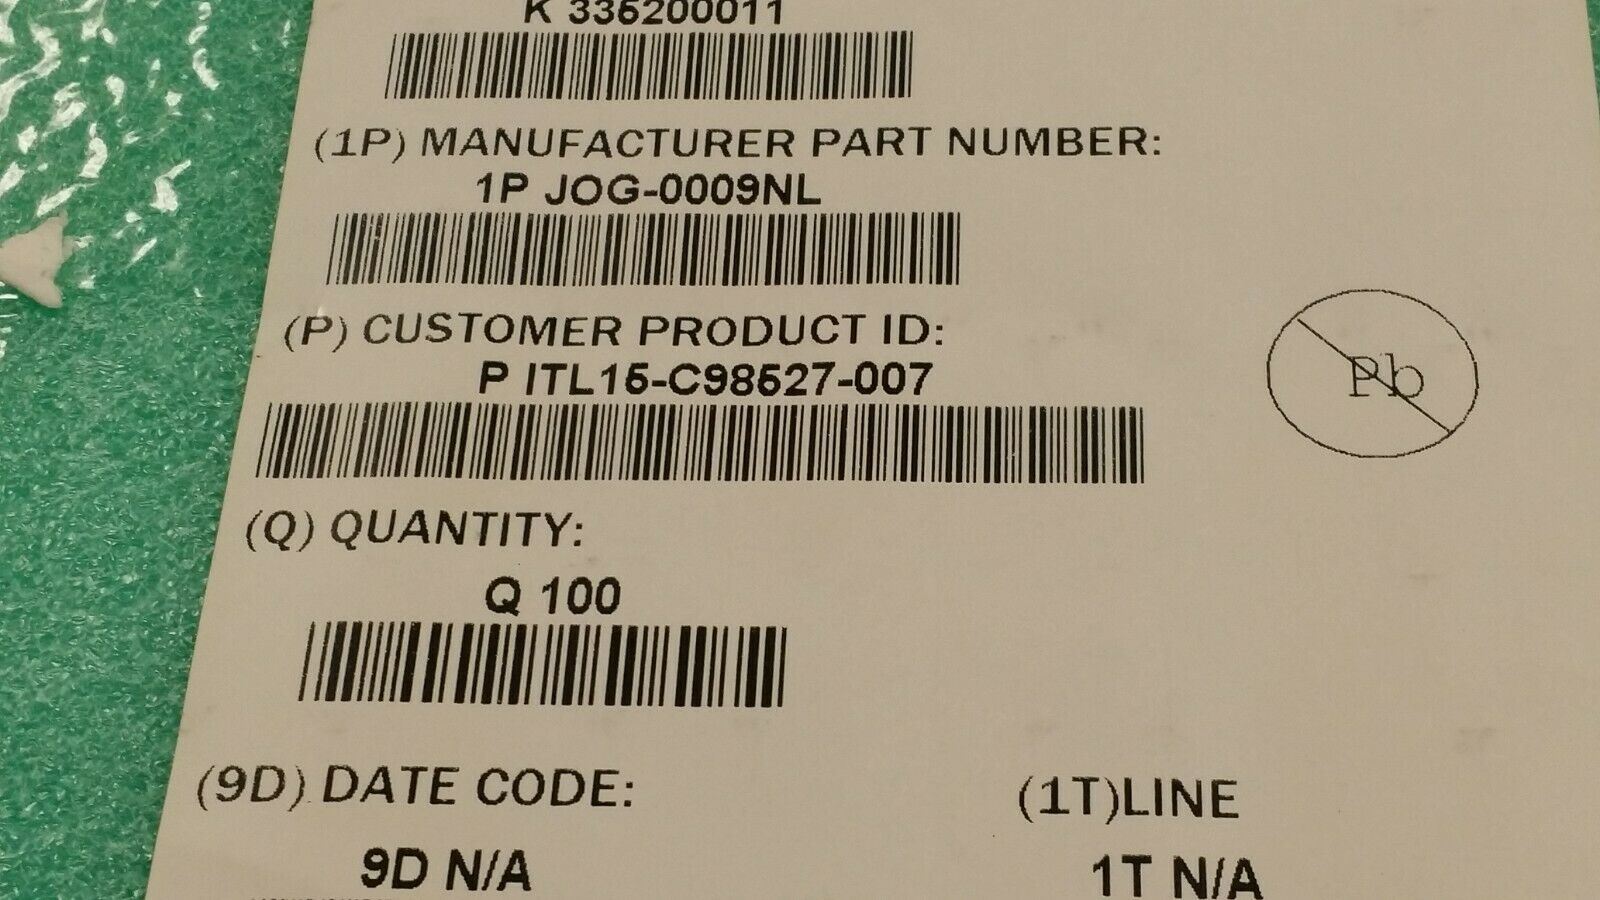 K 336200011
(1P) MANUFACTURER PART NUMBER:
1P JOG-0009NL
(P) CUSTOMER PRODUCT ID:
P ITL15-C98527-007
Pb
(Q) QUANTITY:
Q 100
(9D) DATE CODE:
(1T)LINE
9D N/A
1T N/A